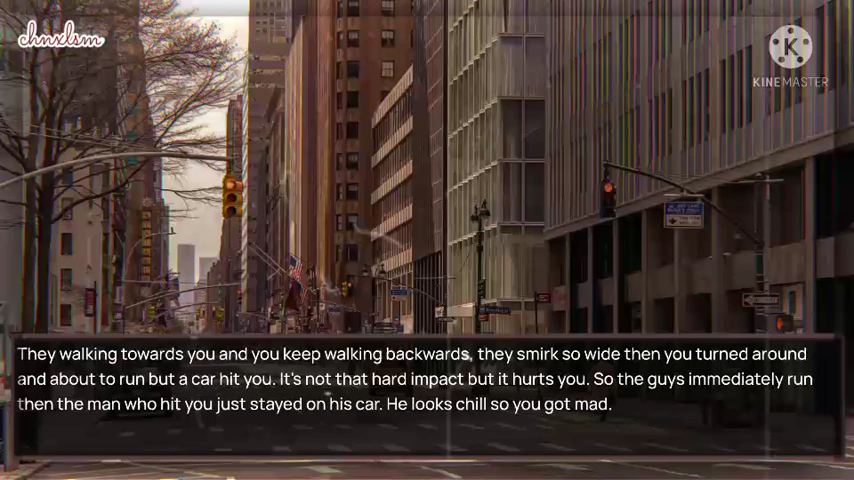 chnxlsm
KINEMASTER
They walking towards you and you keep walking backwards, they smirk so wide then you turned around
and about to run but a car hit you. It's not that hard impact but it hurts you. So the guys immediately run
then the man who hit you just stayed on his car. He looks chill so you got mad.